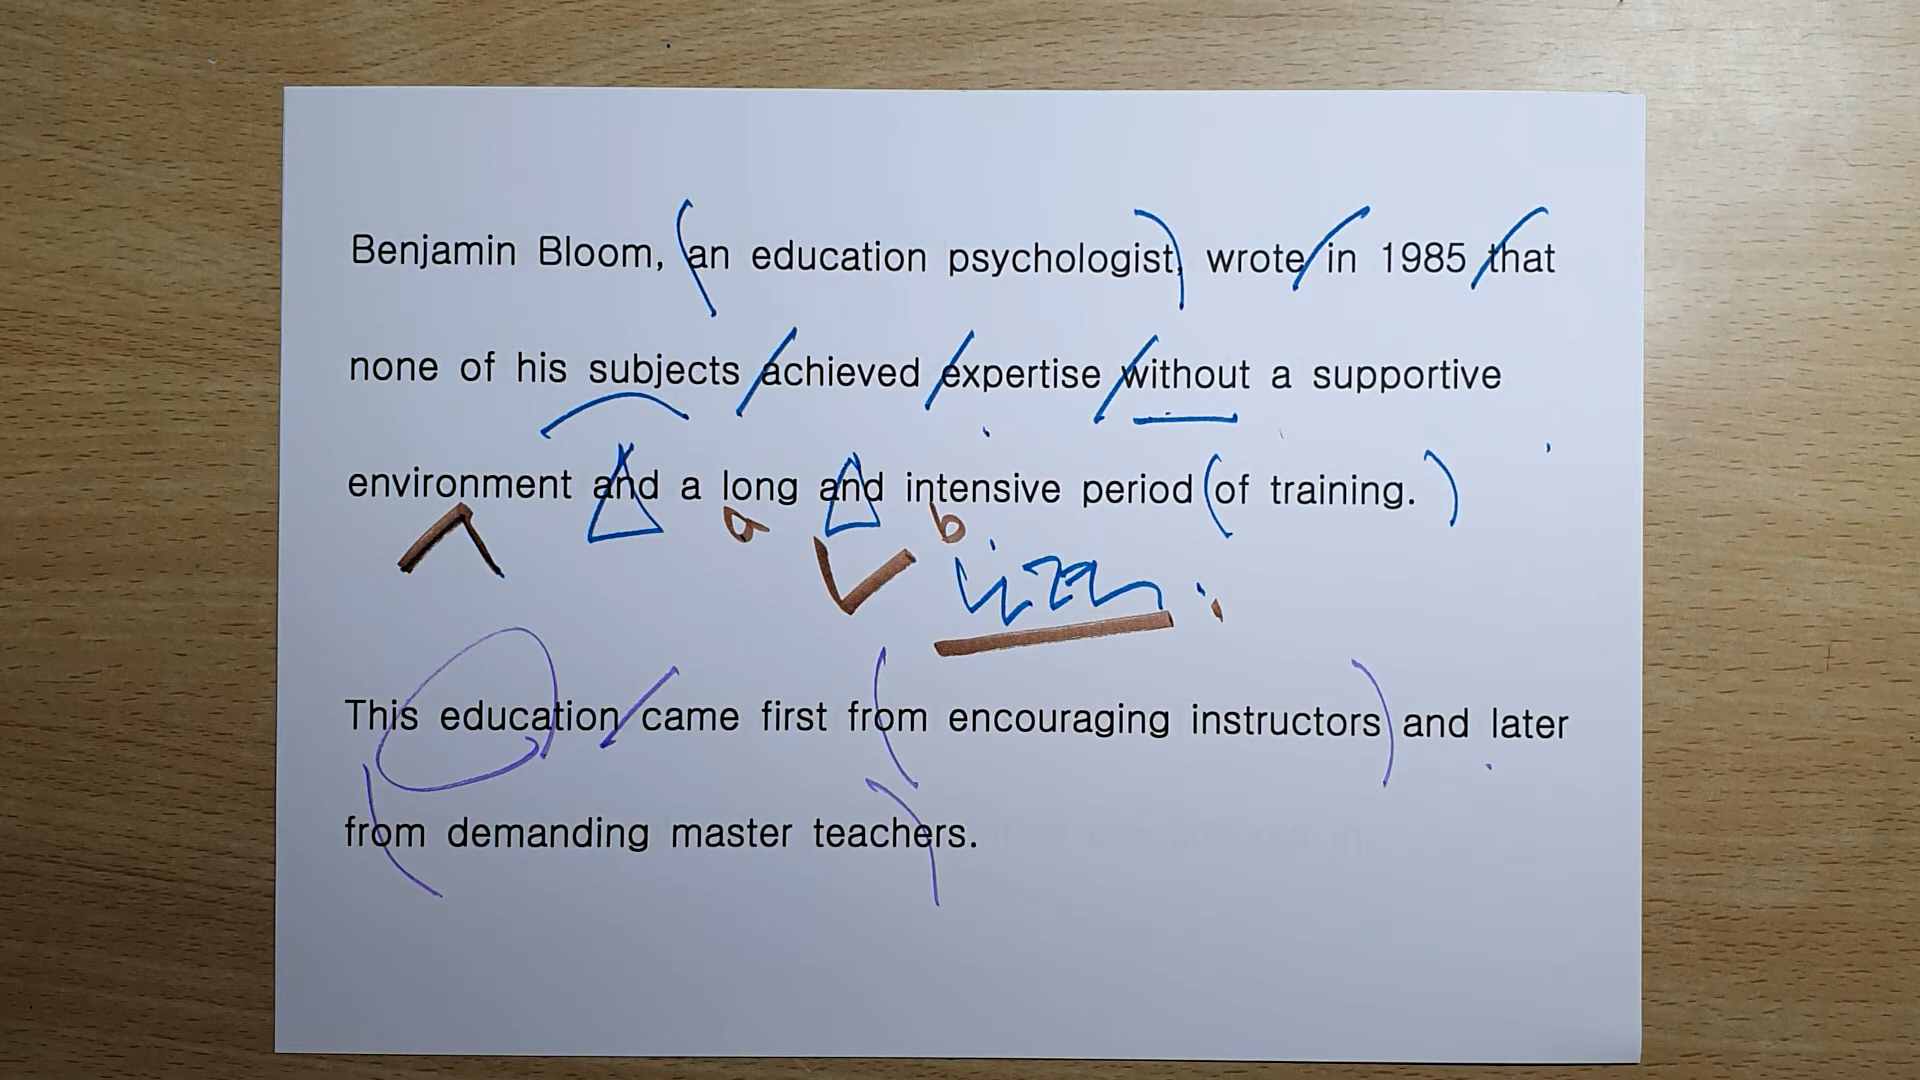 Benjamin Bloom, (an education psychologist,) wrote / in 1985 / that
none of his subjects / achieved / expertise / without a supportive
environment and a long and intensive period (of training.)
a b
This education / came first (from encouraging instructors) and later
(from demanding master teachers.)